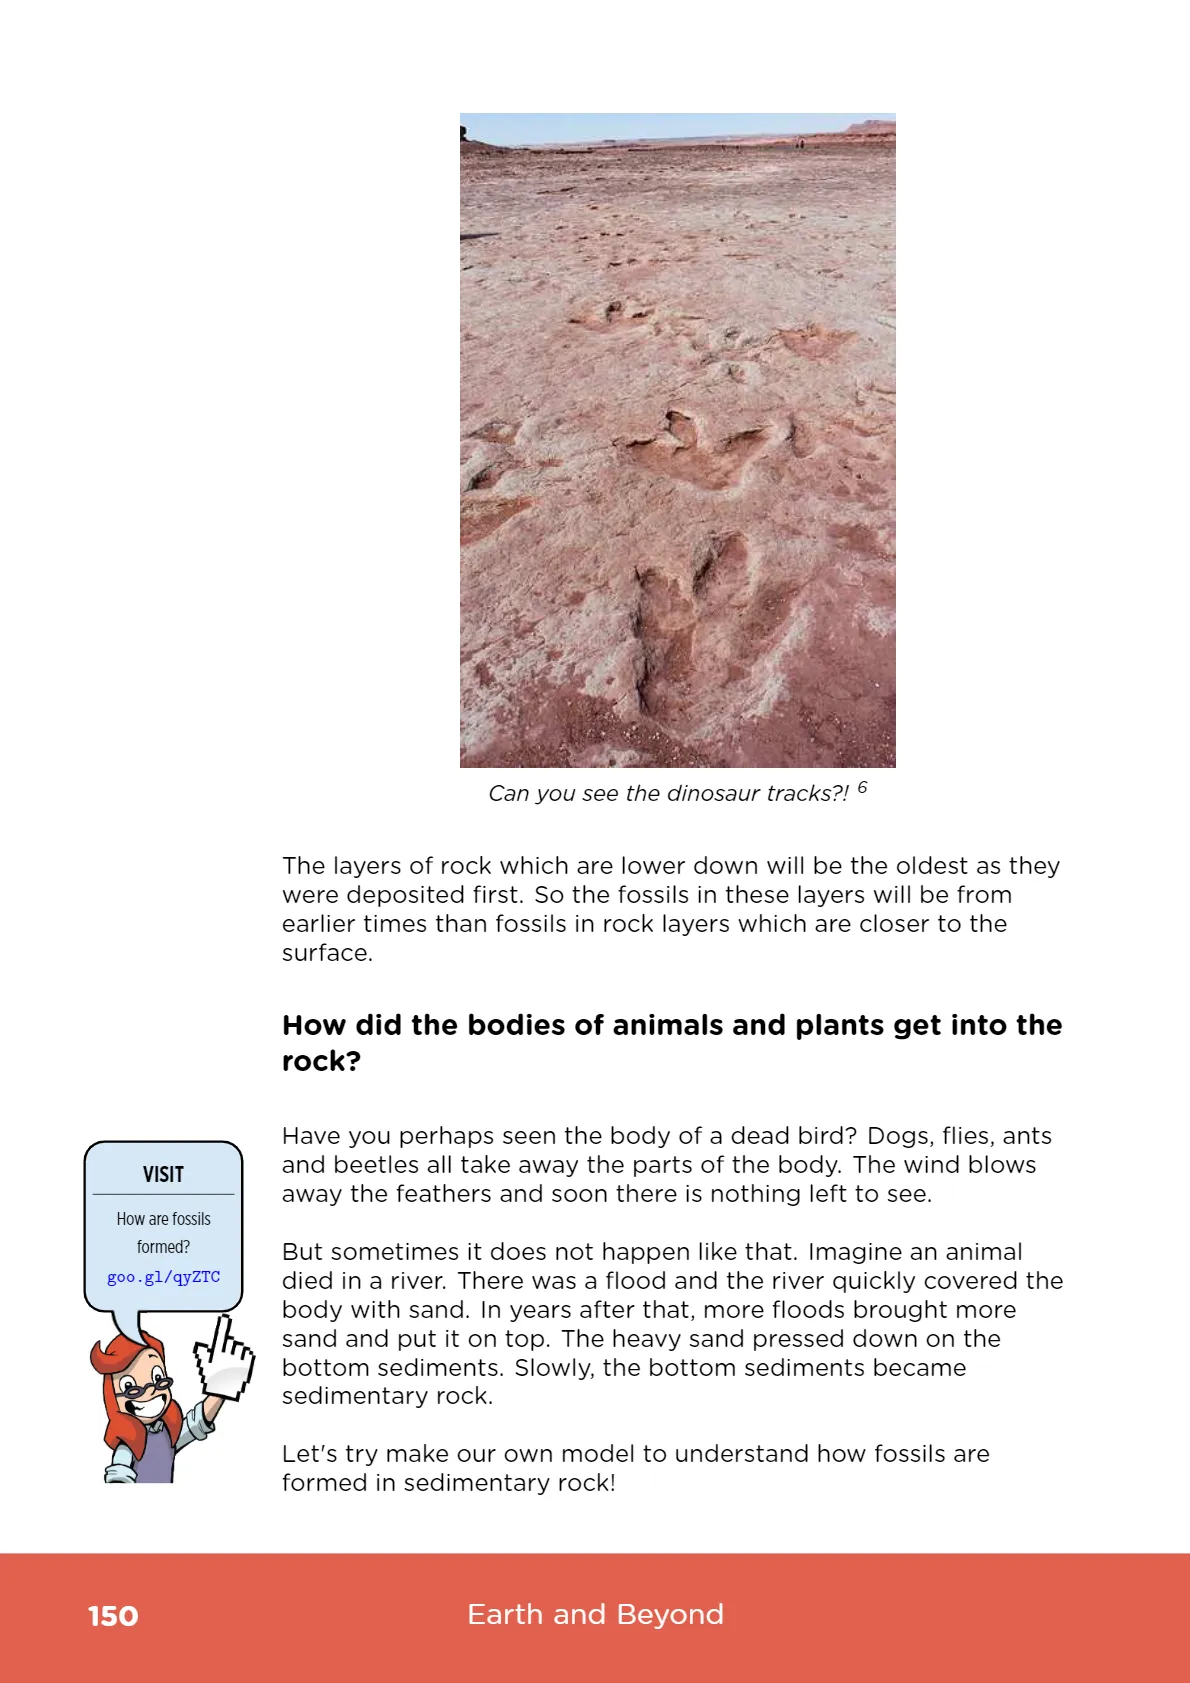 Can you see the dinosaur tracks?! 6
The layers of rock which are lower down will be the oldest as they
were deposited first. So the fossils in these layers will be from
earlier times than fossils in rock layers which are closer to the
surface.
How did the bodies of animals and plants get into the
rock?
Have you perhaps seen the body of a dead bird? Dogs, flies, ants
and beetles all take away the parts of the body. The wind blows
away the feathers and soon there is nothing left to see.
VISIT
How are fossils
formed?
goo.gl/qyZTC
But sometimes it does not happen like that. Imagine an animal
died in a river. There was a flood and the river quickly covered the
body with sand. In years after that, more floods brought more
sand and put it on top. The heavy sand pressed down on the
bottom sediments. Slowly, the bottom sediments became
sedimentary rock.
Let's try make our own model to understand how fossils are
formed in sedimentary rock!
150
Earth and Beyond